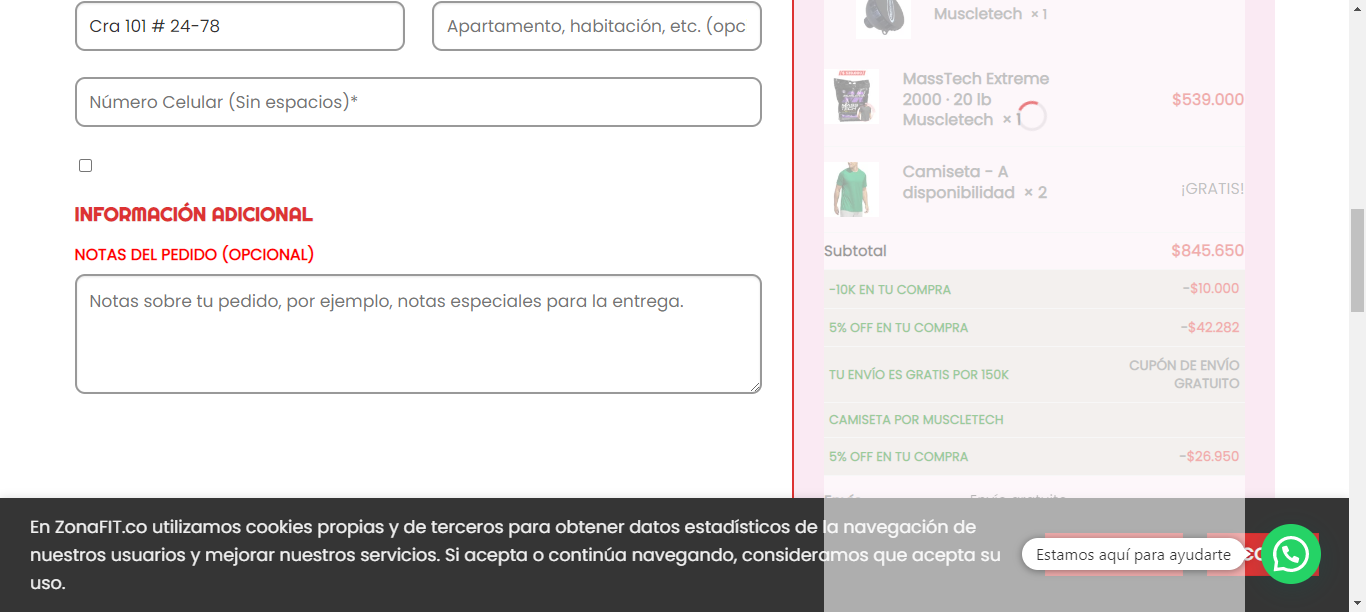 Cra 101 # 24-78
Apartamento, habitación, etc. (opc
Número Celular (Sin espacios)*
INFORMACIÓN ADICIONAL
NOTAS DEL PEDIDO (OPCIONAL)
Notas sobre tu pedido, por ejemplo, notas especiales para la entrega.
Muscletech × 1
MassTech Extreme
2000 · 20 lb
Muscletech × 1
$539.000
Camiseta - A
disponibilidad × 2
¡GRATIS!
Subtotal $845.650
-10K EN TU COMPRA -$10.000
5% OFF EN TU COMPRA -$42.282
TU ENVÍO ES GRATIS POR 150K
CUPÓN DE ENVÍO
GRATUITO
CAMISETA POR MUSCLETECH
5% OFF EN TU COMPRA -$26.950
En ZonaFIT.co utilizamos cookies propias y de terceros para obtener datos estadísticos de la navegación de
nuestros usuarios y mejorar nuestros servicios. Si acepta o continúa navegando, consideramos que acepta su
uso.
Estamos aquí para ayudarte